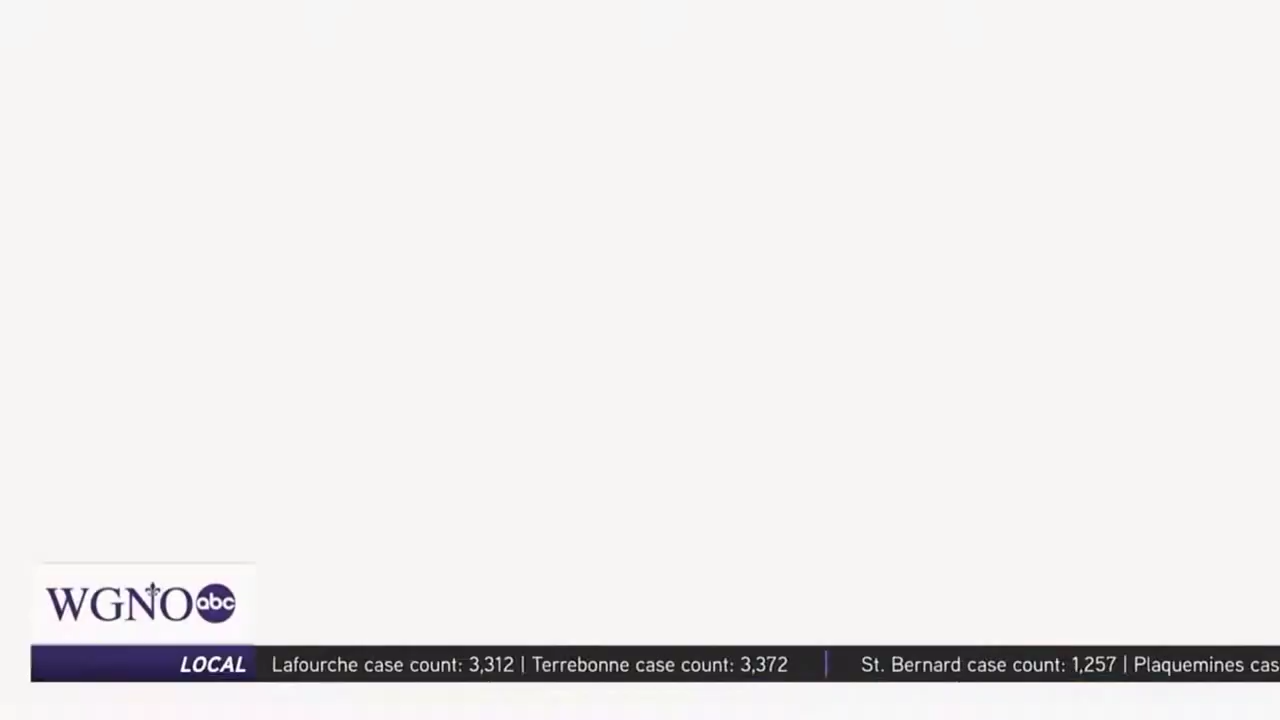 WGNO abc
LOCAL Lafourche case count: 3,312 | Terrebonne case count: 3,372 | St. Bernard case count: 1,257 | Plaquemines cas